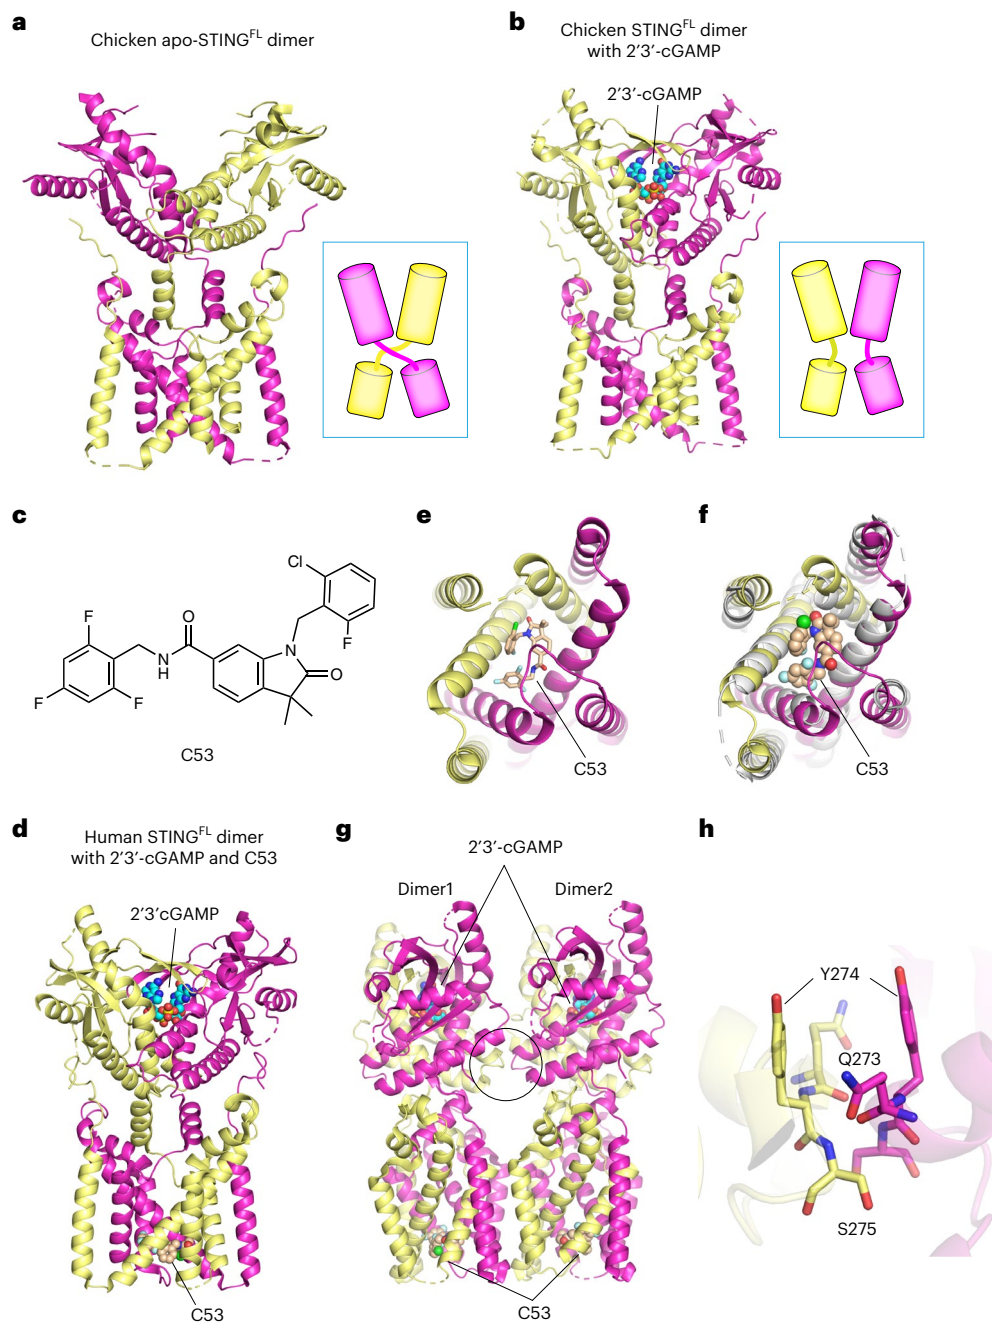 a
Chicken apo-STING^FL dimer
b
Chicken STING^FL dimer
with 2′3′-cGAMP
2′3′-cGAMP
c
Cl
F
O
N
F
O
N
H
F
F
C53
e
C53
f
C53
d
Human STING^FL dimer
with 2′3′-cGAMP and C53
2′3′cGAMP
C53
g
2′3′-cGAMP
Dimer1
Dimer2
C53
h
Y274
Q273
S275